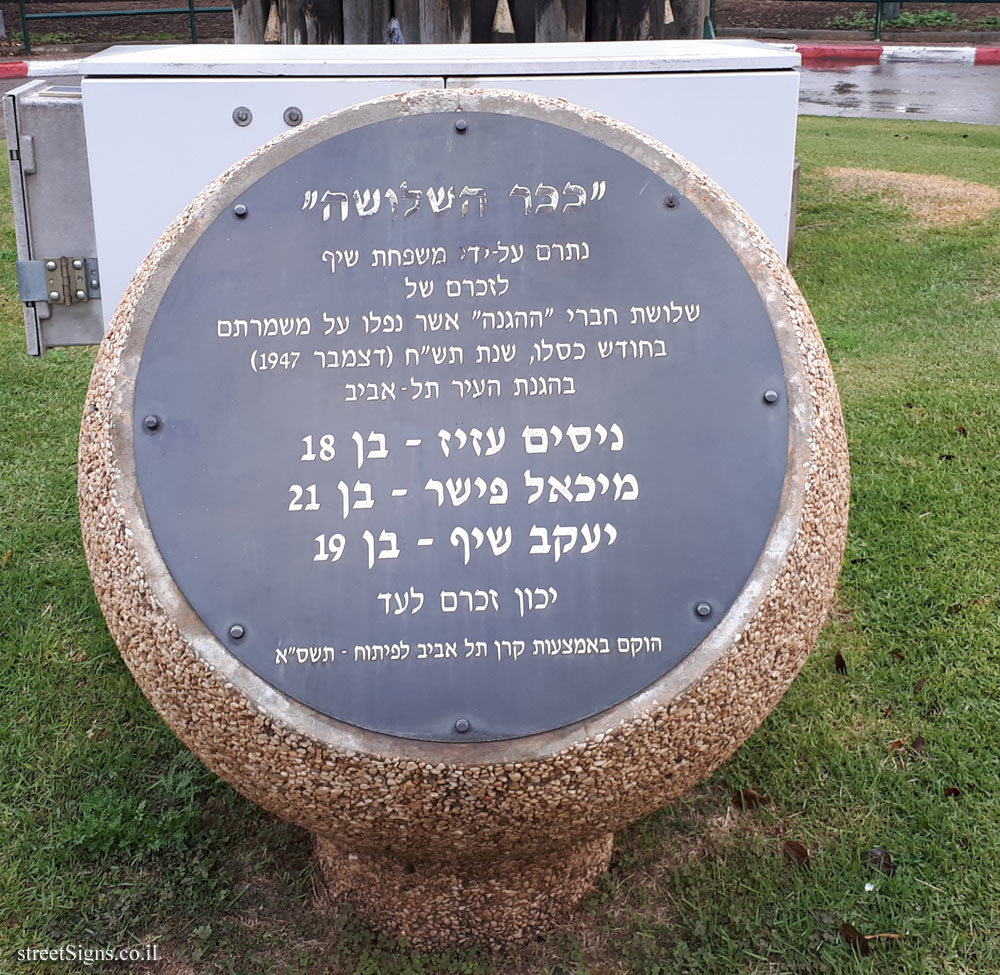 "ככר השלושה"
נתרם על-ידי משפחת שיף
לזכרם של
שלושת חברי "ההגנה" אשר נפלו על משמרתם
בחודש כסלו, שנת תש"ח (דצמבר 1947)
בהגנת העיר תל-אביב
ניסים עזיז - בן 18
מיכאל פישר - בן 21
יעקב שיף - בן 19
יכון זכרם לעד
הוקם באמצעות קרן תל אביב לפיתוח - תשס"א
streetSigns.co.il